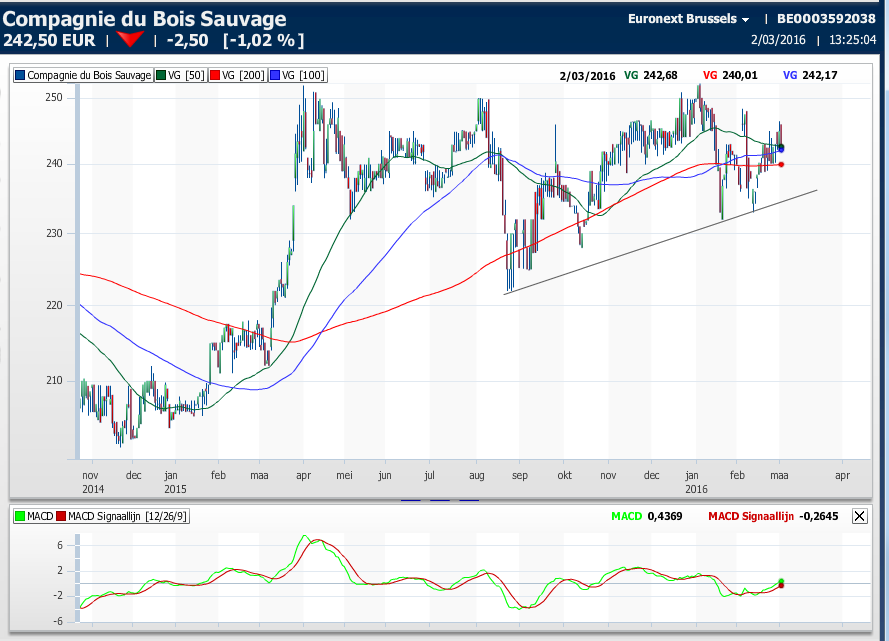 Compagnie du Bois Sauvage
Euronext Brussels | BE0003592038
242,50 EUR | | -2,50 [-1,02 %]
2/03/2016 | 13:25:04
Compagnie du Bois Sauvage VG [50] VG [200] VG [100]
2/03/2016 VG 242,68 VG 240,01 VG 242,17
250
240
230
220
210
nov dec jan feb maa apr mei jun jul aug sep okt nov dec jan feb maa apr
2014 2015 2016
MACD MACD Signaallijn [12/26/9]
MACD 0,4369 MACD Signaallijn -0,2645
6
2
-2
-6